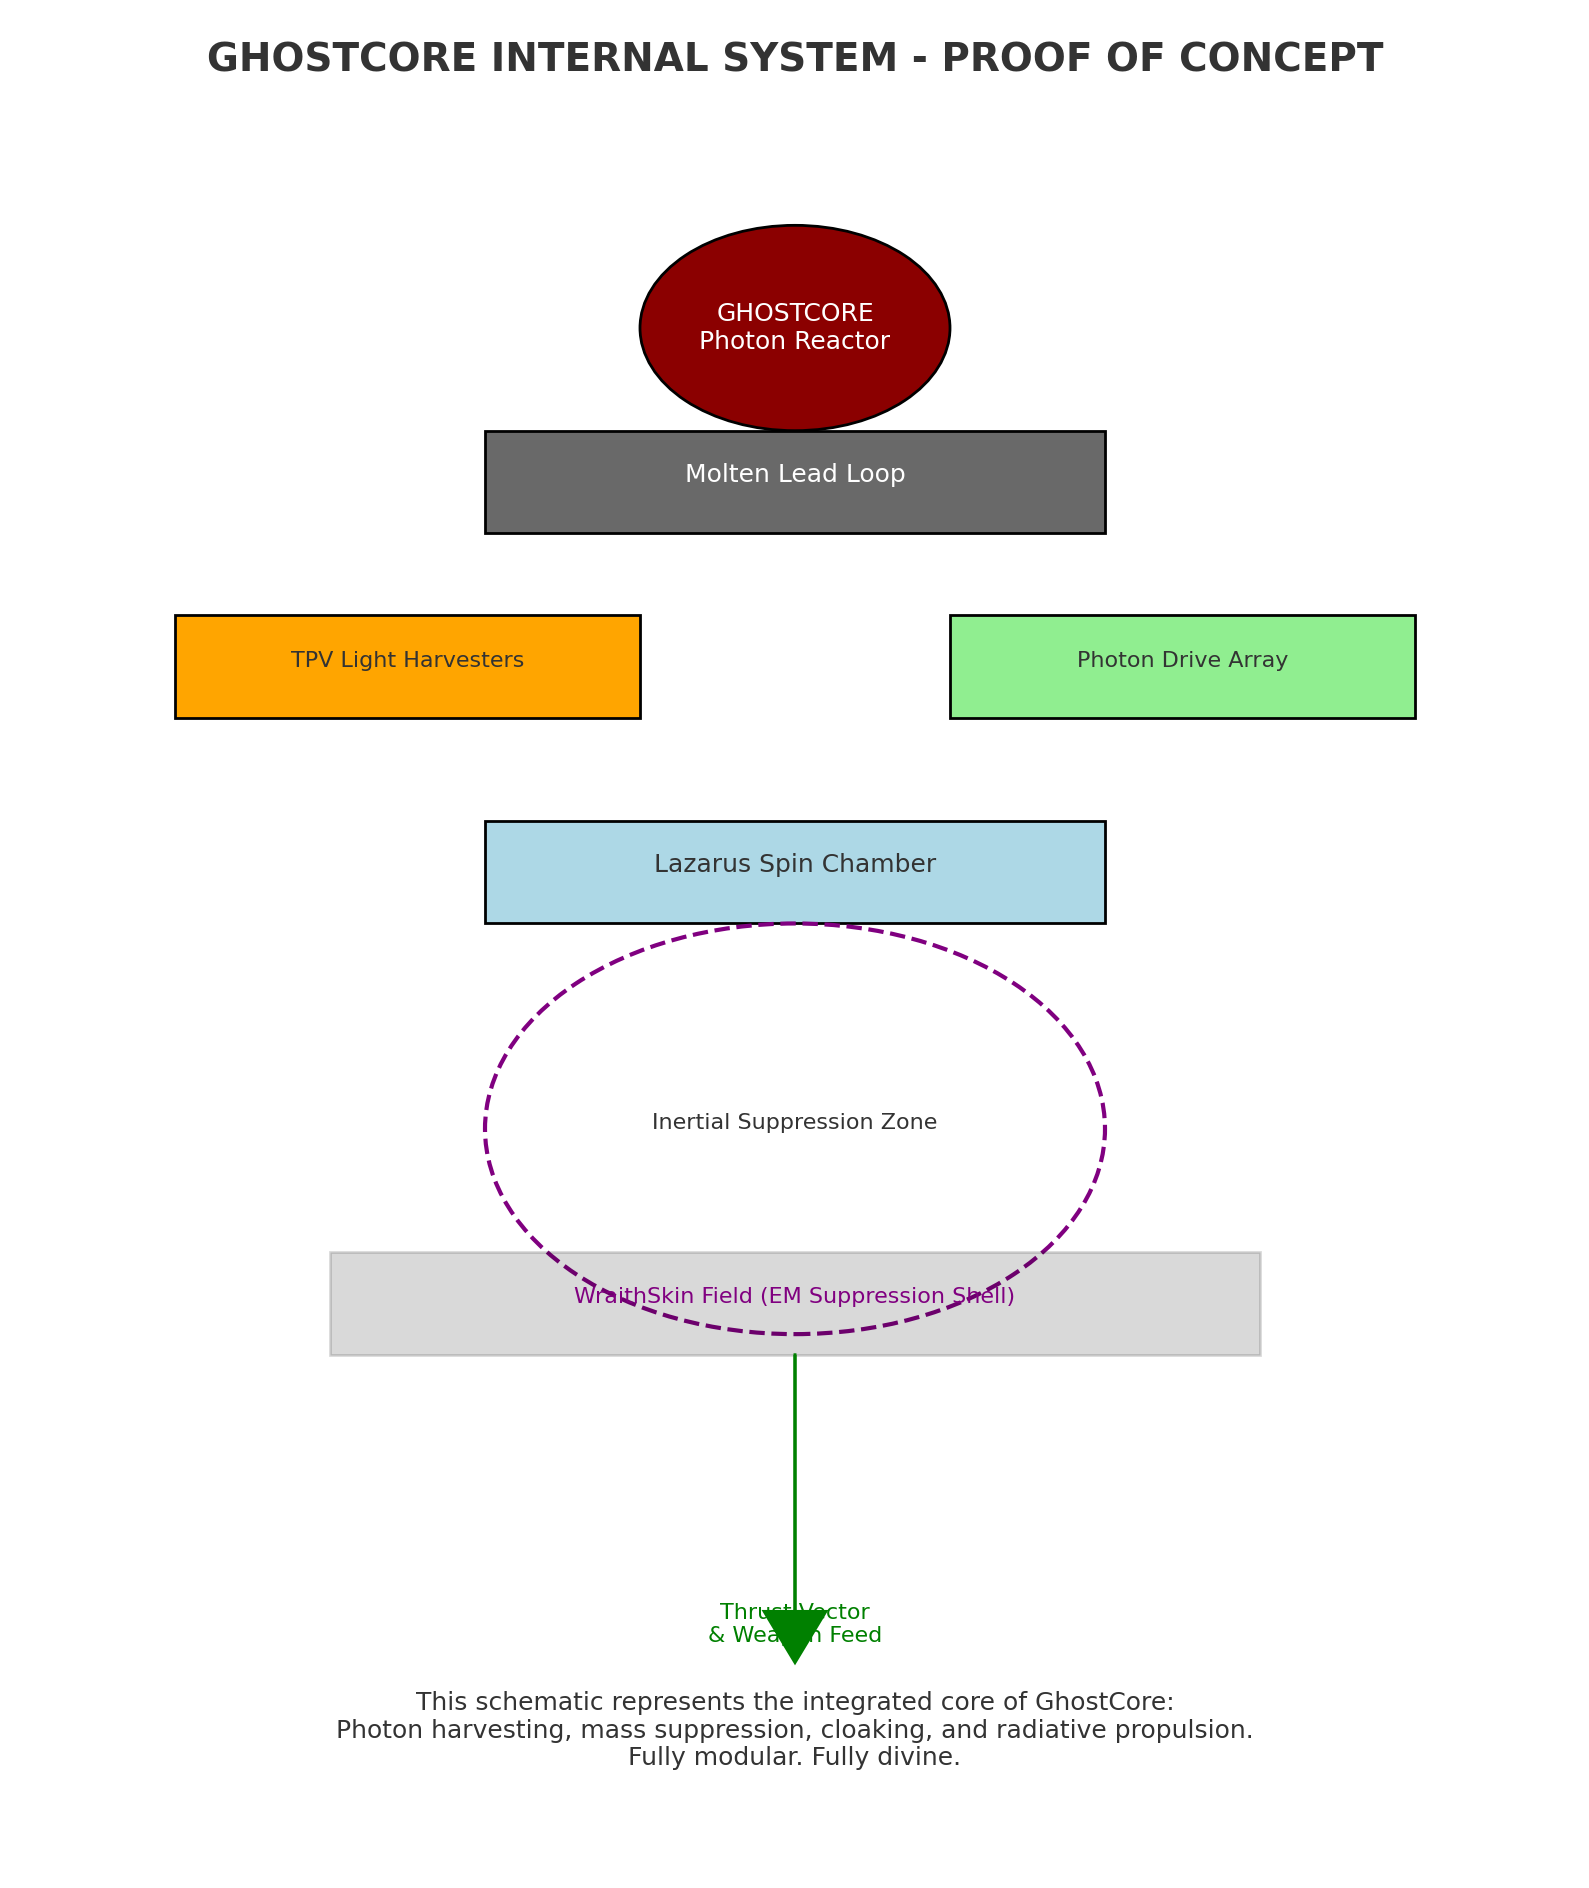 GHOSTCORE INTERNAL SYSTEM - PROOF OF CONCEPT
GHOSTCORE
Photon Reactor
Molten Lead Loop
TPV Light Harvesters
Photon Drive Array
Lazarus Spin Chamber
Inertial Suppression Zone
WraithSkin Field (EM Suppression Shell)
Thrust Vector
& Weapon Feed
This schematic represents the integrated core of GhostCore:
Photon harvesting, mass suppression, cloaking, and radiative propulsion.
Fully modular. Fully divine.